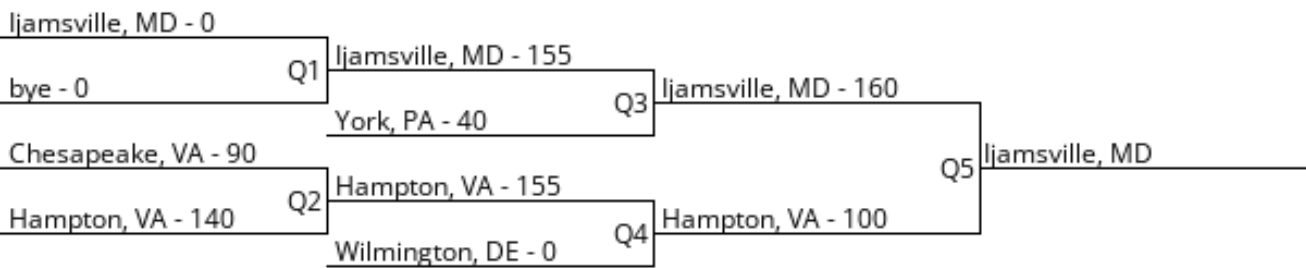 Ijamsville, MD - 0
bye - 0
Q1
Chesapeake, VA - 90
Hampton, VA - 140
Q2
Ijamsville, MD - 155
York, PA - 40
Q3
Hampton, VA - 155
Wilmington, DE - 0
Q4
Ijamsville, MD - 160
Hampton, VA - 100
Q5
Ijamsville, MD